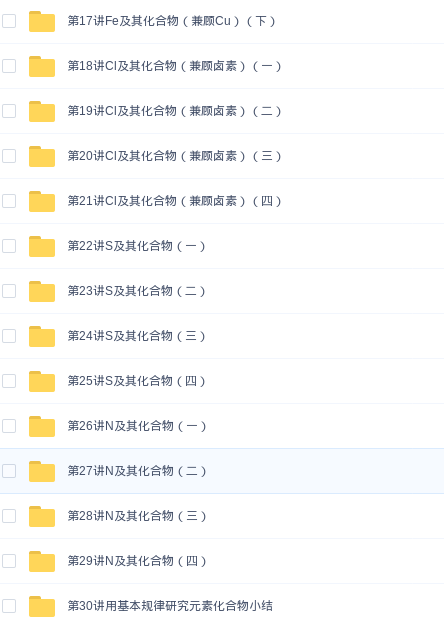 第17讲Fe及其化合物（兼顾Cu）（下）
第18讲Cl及其化合物（兼顾卤素）（一）
第19讲Cl及其化合物（兼顾卤素）（二）
第20讲Cl及其化合物（兼顾卤素）（三）
第21讲Cl及其化合物（兼顾卤素）（四）
第22讲S及其化合物（一）
第23讲S及其化合物（二）
第24讲S及其化合物（三）
第25讲S及其化合物（四）
第26讲N及其化合物（一）
第27讲N及其化合物（二）
第28讲N及其化合物（三）
第29讲N及其化合物（四）
第30讲用基本规律研究元素化合物小结